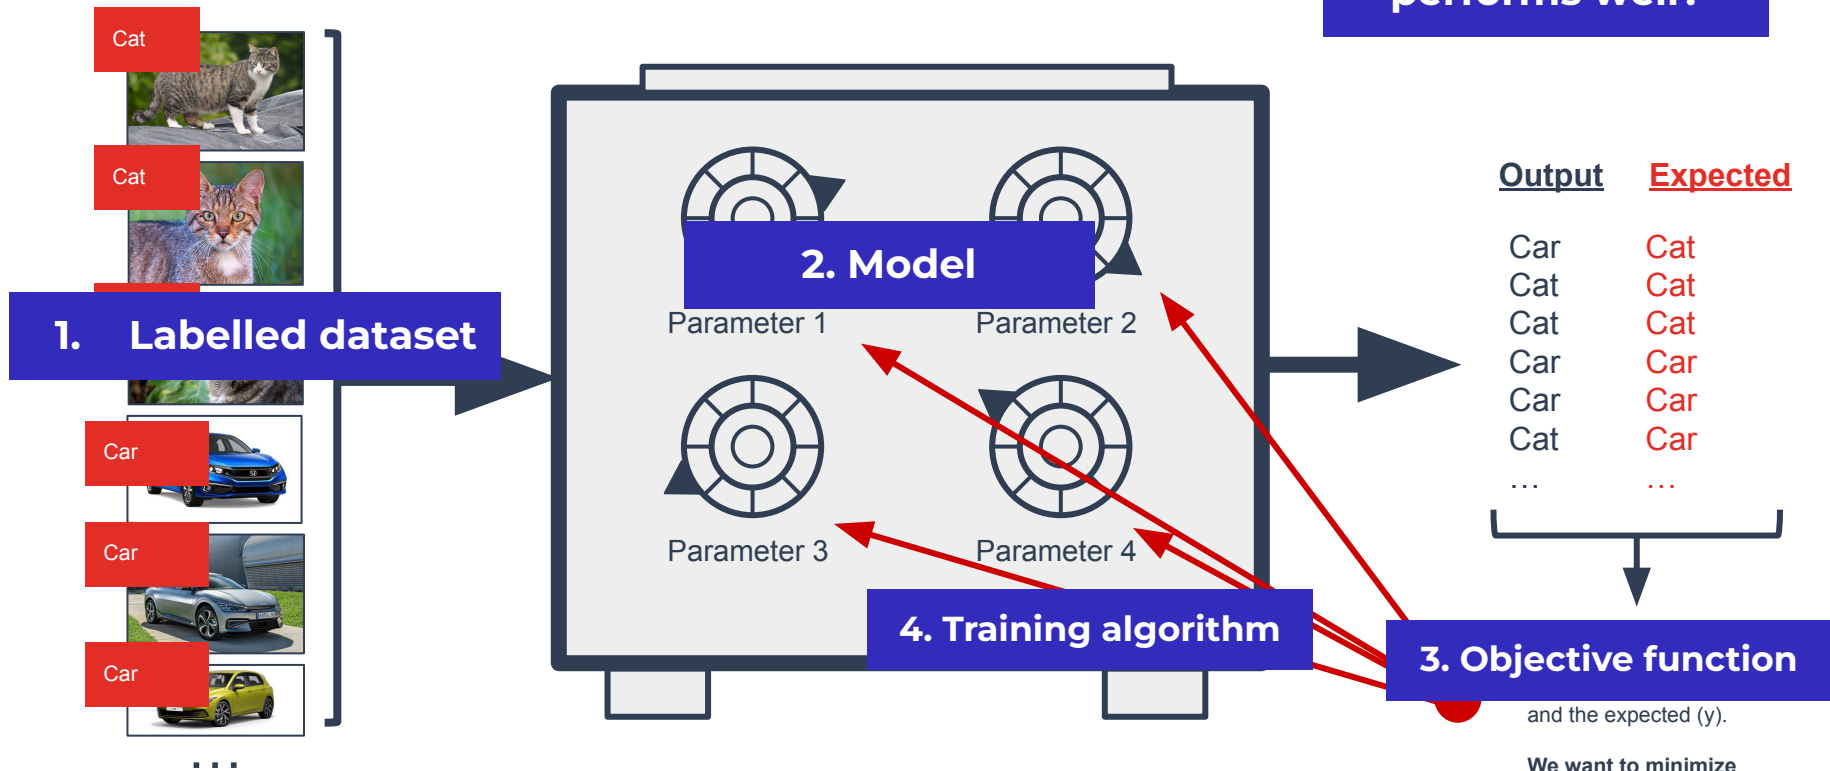 performs well?
Cat
Cat
1. Labelled dataset
Car
Car
Car
...
2. Model
Parameter 1
Parameter 2
Parameter 3
Parameter 4
4. Training algorithm
Output Expected
Car Cat
Cat Cat
Cat Cat
Car Car
Car Car
Cat Car
… …
3. Objective function
and the expected (y).
We want to minimize